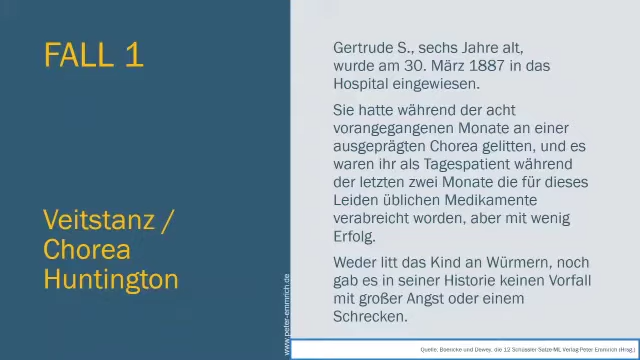 FALL 1
Veitstanz /
Chorea
Huntington
Gertrude S., sechs Jahre alt,
wurde am 30. März 1887 in das
Hospital eingewiesen.
Sie hatte während der acht
vorangegangenen Monate an einer
ausgeprägten Chorea gelitten, und es
waren ihr als Tagespatient während
der letzten zwei Monate die für dieses
Leiden üblichen Medikamente
verabreicht worden, aber mit wenig
Erfolg.
Weder litt das Kind an Würmern, noch
gab es in seiner Historie keinen Vorfall
mit großer Angst oder einem
Schrecken.
www.peter-emmrich.de
Quelle: Boericke und Dewey, die 12 Schüssler-Salze-ML Verlag-Peter Emmrich (Hrsg.)